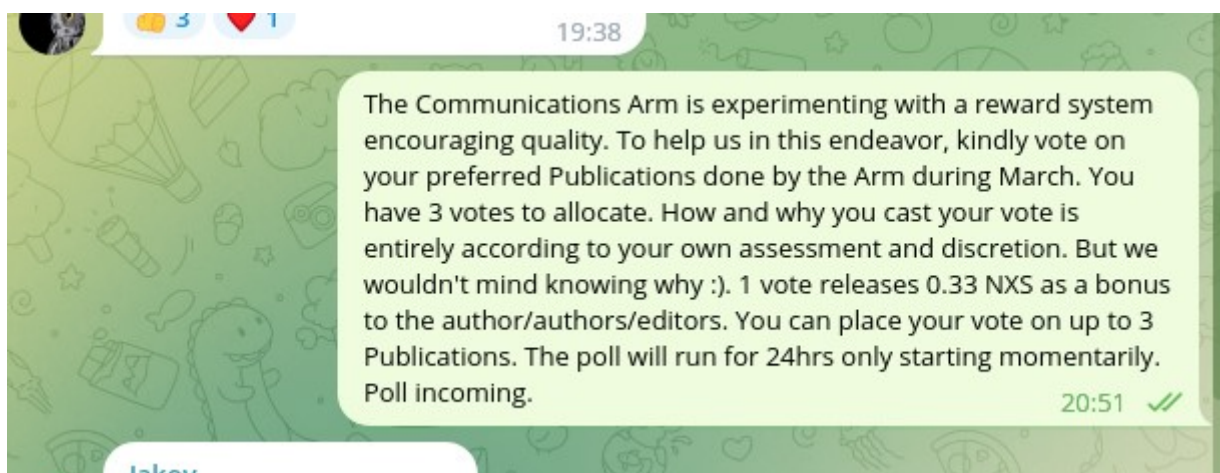 3 1
19:38
The Communications Arm is experimenting with a reward system
encouraging quality. To help us in this endeavor, kindly vote on
your preferred Publications done by the Arm during March. You
have 3 votes to allocate. How and why you cast your vote is
entirely according to your own assessment and discretion. But we
wouldn't mind knowing why :). 1 vote releases 0.33 NXS as a bonus
to the author/authors/editors. You can place your vote on up to 3
Publications. The poll will run for 24hrs only starting momentarily.
Poll incoming.
20:51